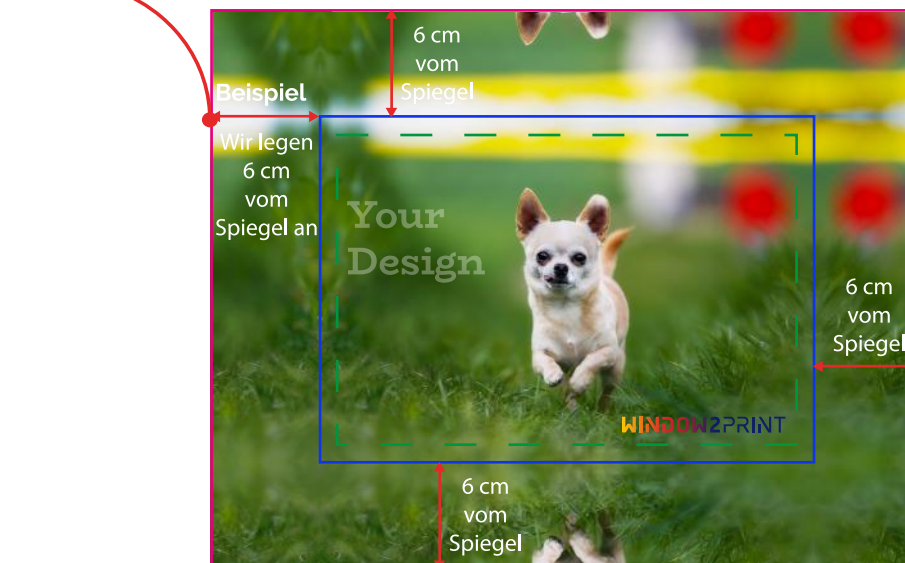 6 cm
vom
Spiegel
Beispiel
Wir legen
6 cm
vom
Spiegel an
Your
Design
6 cm
vom
Spiegel
WINDOW2PRINT
6 cm
vom
Spiegel